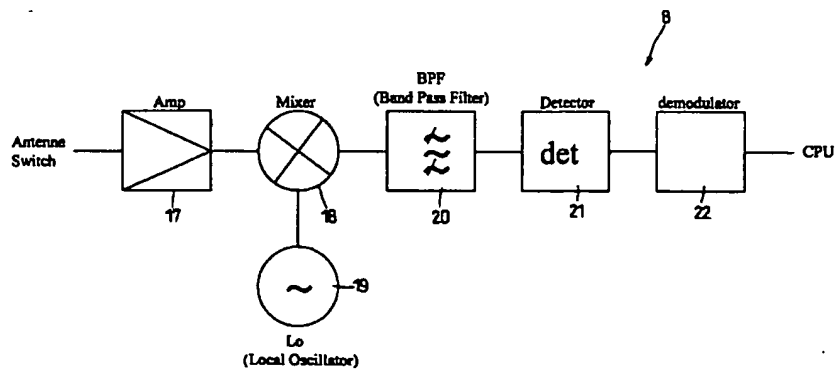 8
BPF
(Band Pass Filter)
Amp
Mixer
Detector
demodulator
Antenne
Switch
det
CPU
17
18
20
21
22
19
Lo
(Local Oscillator)